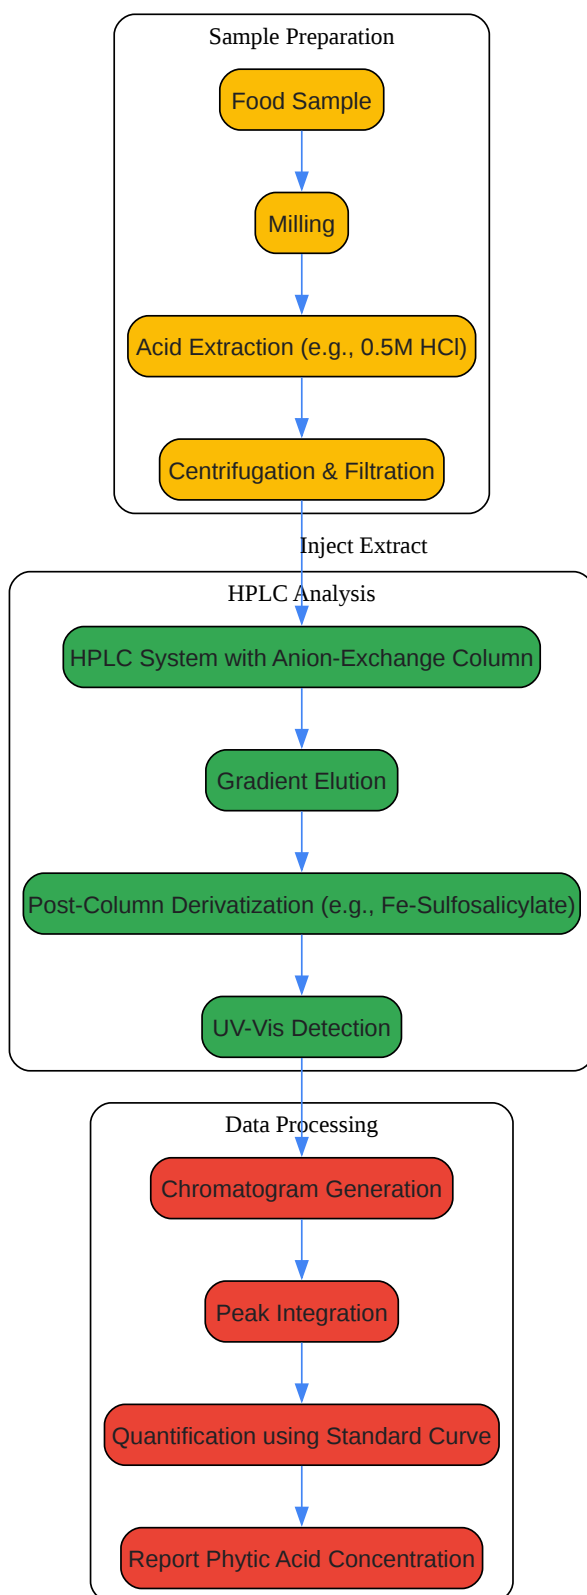 Sample Preparation
Food Sample
Milling
Acid Extraction (e.g., 0.5M HCl)
Centrifugation & Filtration
Inject Extract
HPLC Analysis
HPLC System with Anion-Exchange Column
Gradient Elution
Post-Column Derivatization (e.g., Fe-Sulfosalicylate)
UV-Vis Detection
Data Processing
Chromatogram Generation
Peak Integration
Quantification using Standard Curve
Report Phytic Acid Concentration